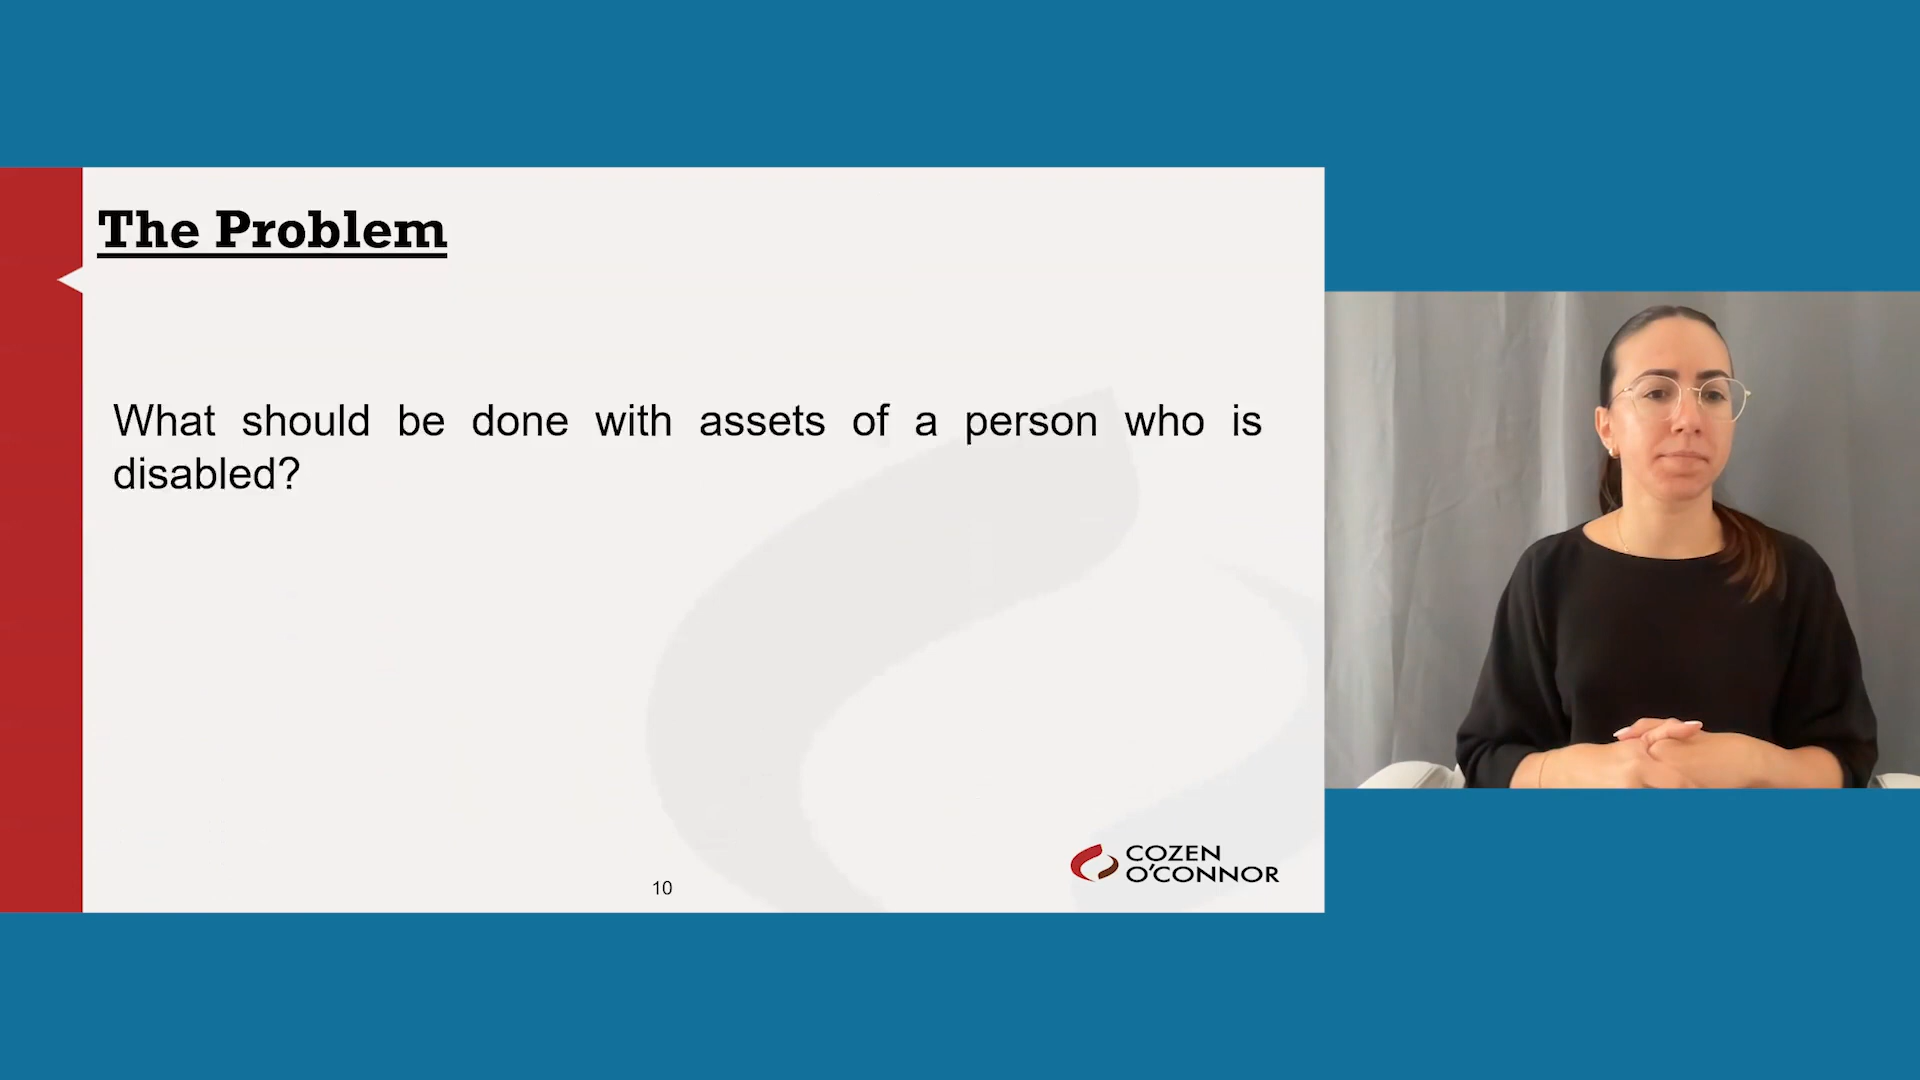 The Problem
What should be done with assets of a person who is
disabled?
COZEN
O'CONNOR
10